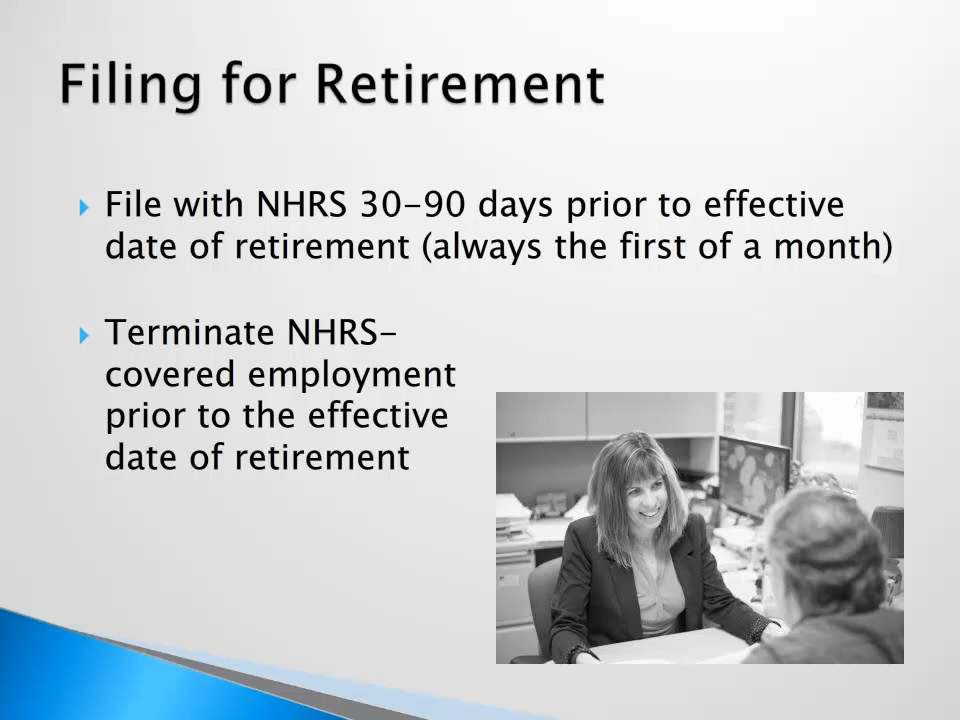 Filing for Retirement
File with NHRS 30-90 days prior to effective
date of retirement (always the first of a month)
Terminate NHRS-
covered employment
prior to the effective
date of retirement